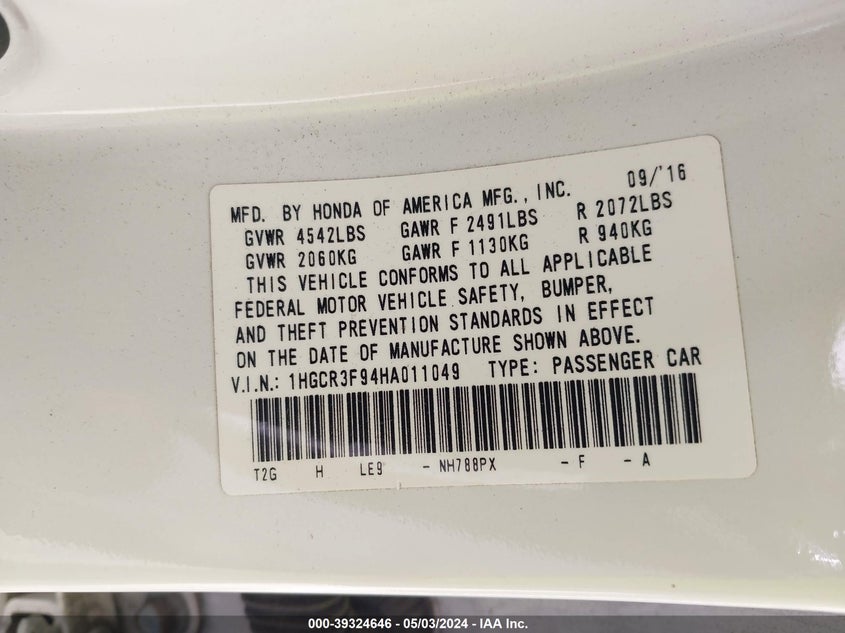 MFD. BY HONDA OF AMERICA MFG., INC. 09/'16
GVWR 4542LBS GAWR F 2491LBS R 2072LBS
GVWR 2060KG GAWR F 1130KG R 940KG
THIS VEHICLE CONFORMS TO ALL APPLICABLE
FEDERAL MOTOR VEHICLE SAFETY, BUMPER,
AND THEFT PREVENTION STANDARDS IN EFFECT
ON THE DATE OF MANUFACTURE SHOWN ABOVE.
V.I.N.: 1HGCR3F94HA011049 TYPE: PASSENGER CAR
T2G H LE9 - NH788PX - F - A
000-39324646 - 05/03/2024 - IAA Inc.